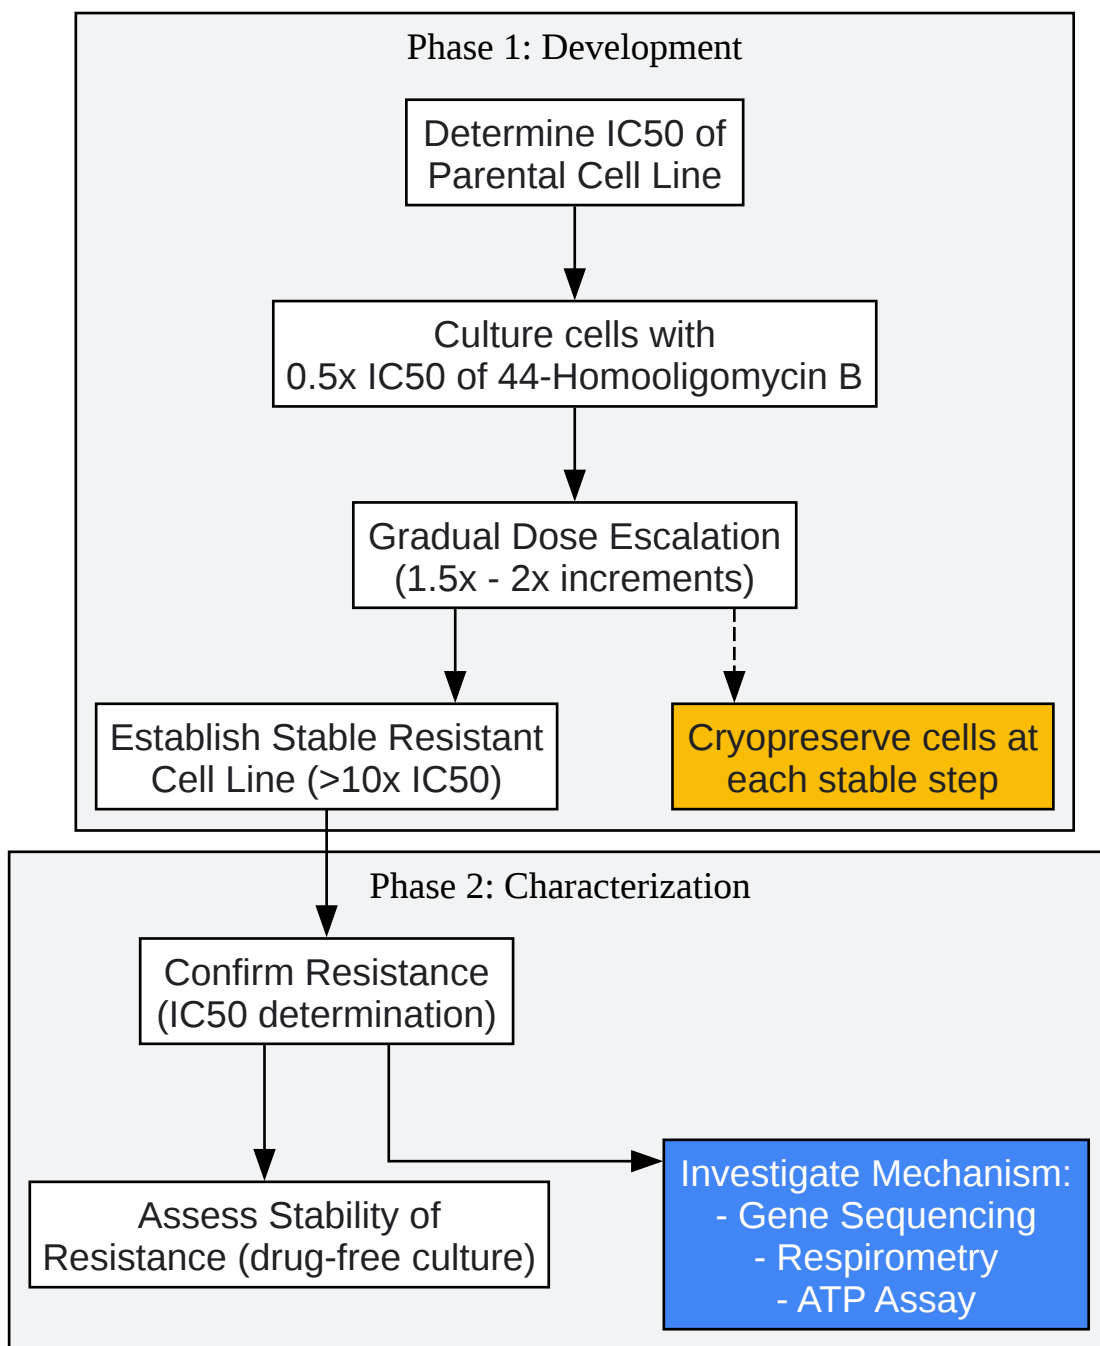 Phase 1: Development
Determine IC50 of
Parental Cell Line
Culture cells with
0.5x IC50 of 44-Homooligomycin B
Gradual Dose Escalation
(1.5x - 2x increments)
Establish Stable Resistant
Cell Line (>10x IC50)
Cryopreserve cells at
each stable step
Phase 2: Characterization
Confirm Resistance
(IC50 determination)
Assess Stability of
Resistance (drug-free culture)
Investigate Mechanism:
- Gene Sequencing
- Respirometry
- ATP Assay